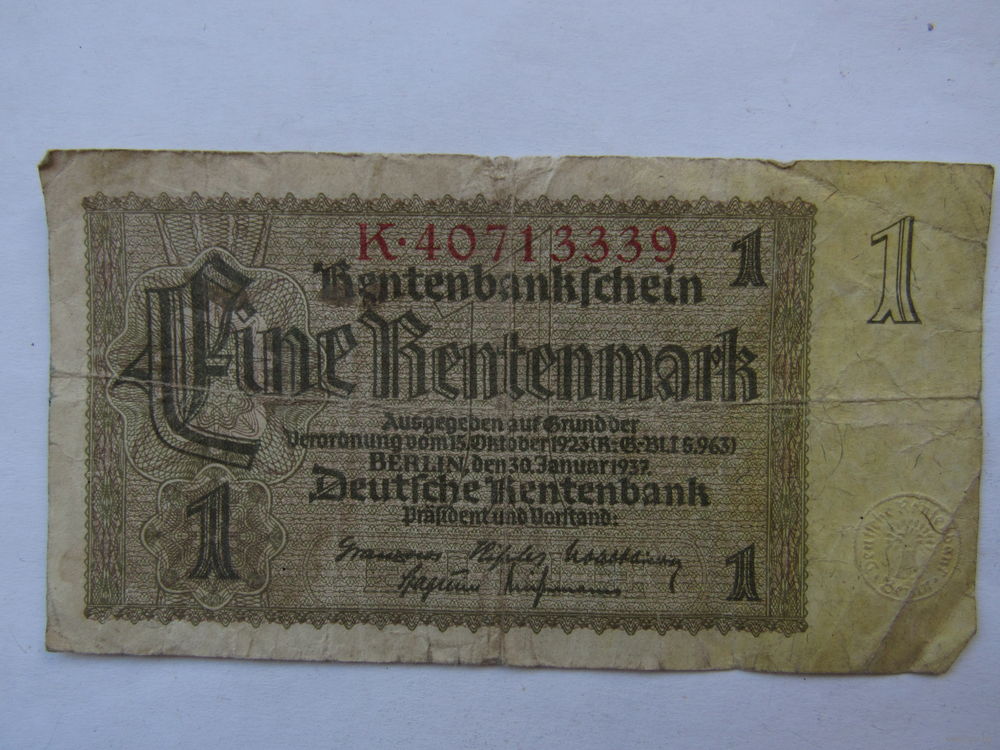 K·40713339
1
1
Rentenbankschein
Eine Rentenmark
Ausgegeben auf Grund der
Verordnung vom 15. Oktober 1923 (R.-G.-Bl. I S. 963)
BERLIN, den 30. Januar 1937.
Deutsche Rentenbank
Präsident und Vorstand:
1
1